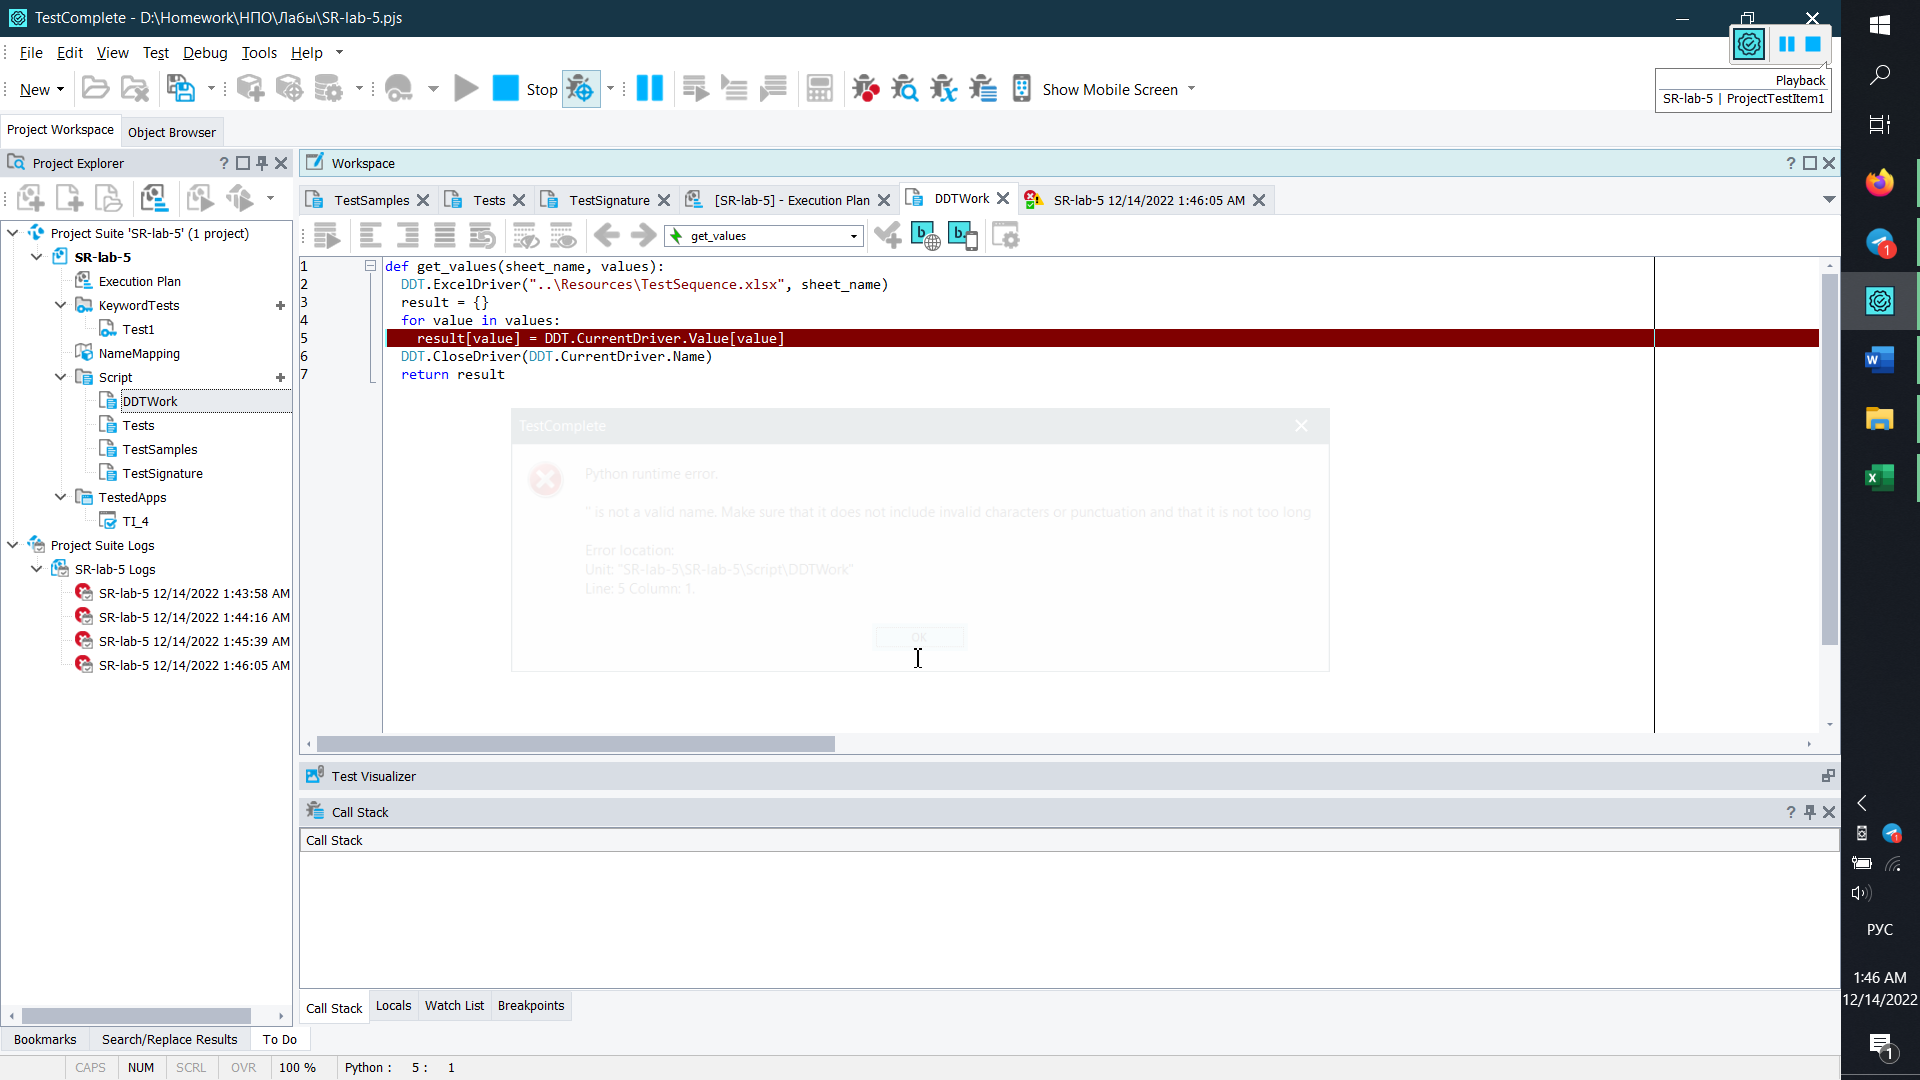 TestComplete - D:\Homework\НПО\Лабы\SR-lab-5.pjs
File Edit View Test Debug Tools Help
New
Stop
Show Mobile Screen
Playback
SR-lab-5 | ProjectTestItem1
Project Workspace
Object Browser
Project Explorer
Workspace
TestSamples
Tests
TestSignature
[SR-lab-5] - Execution Plan
DDTWork
SR-lab-5 12/14/2022 1:46:05 AM
get_values
Project Suite 'SR-lab-5' (1 project)
SR-lab-5
Execution Plan
KeywordTests
Test1
NameMapping
Script
DDTWork
Tests
TestSamples
TestSignature
TestedApps
TI_4
Project Suite Logs
SR-lab-5 Logs
SR-lab-5 12/14/2022 1:43:58 AM
SR-lab-5 12/14/2022 1:44:16 AM
SR-lab-5 12/14/2022 1:45:39 AM
SR-lab-5 12/14/2022 1:46:05 AM
1 def get_values(sheet_name, values):
2 DDT.ExcelDriver("..\Resources\TestSequence.xlsx", sheet_name)
3 result = {}
4 for value in values:
5 result[value] = DDT.CurrentDriver.Value[value]
6 DDT.CloseDriver(DDT.CurrentDriver.Name)
7 return result
TestComplete
Python runtime error.
'' is not a valid name. Make sure that it does not include invalid characters or punctuation and that it is not too long
Error location:
Unit: "SR-lab-5\SR-lab-5\Script\DDTWork"
Line: 5 Column: 1.
OK
Test Visualizer
Call Stack
Call Stack
Call Stack
Locals
Watch List
Breakpoints
Bookmarks
Search/Replace Results
To Do
CAPS
NUM
SCRL
OVR
100 %
Python : 5 : 1
1
1
РУС
1:46 AM
12/14/2022
1